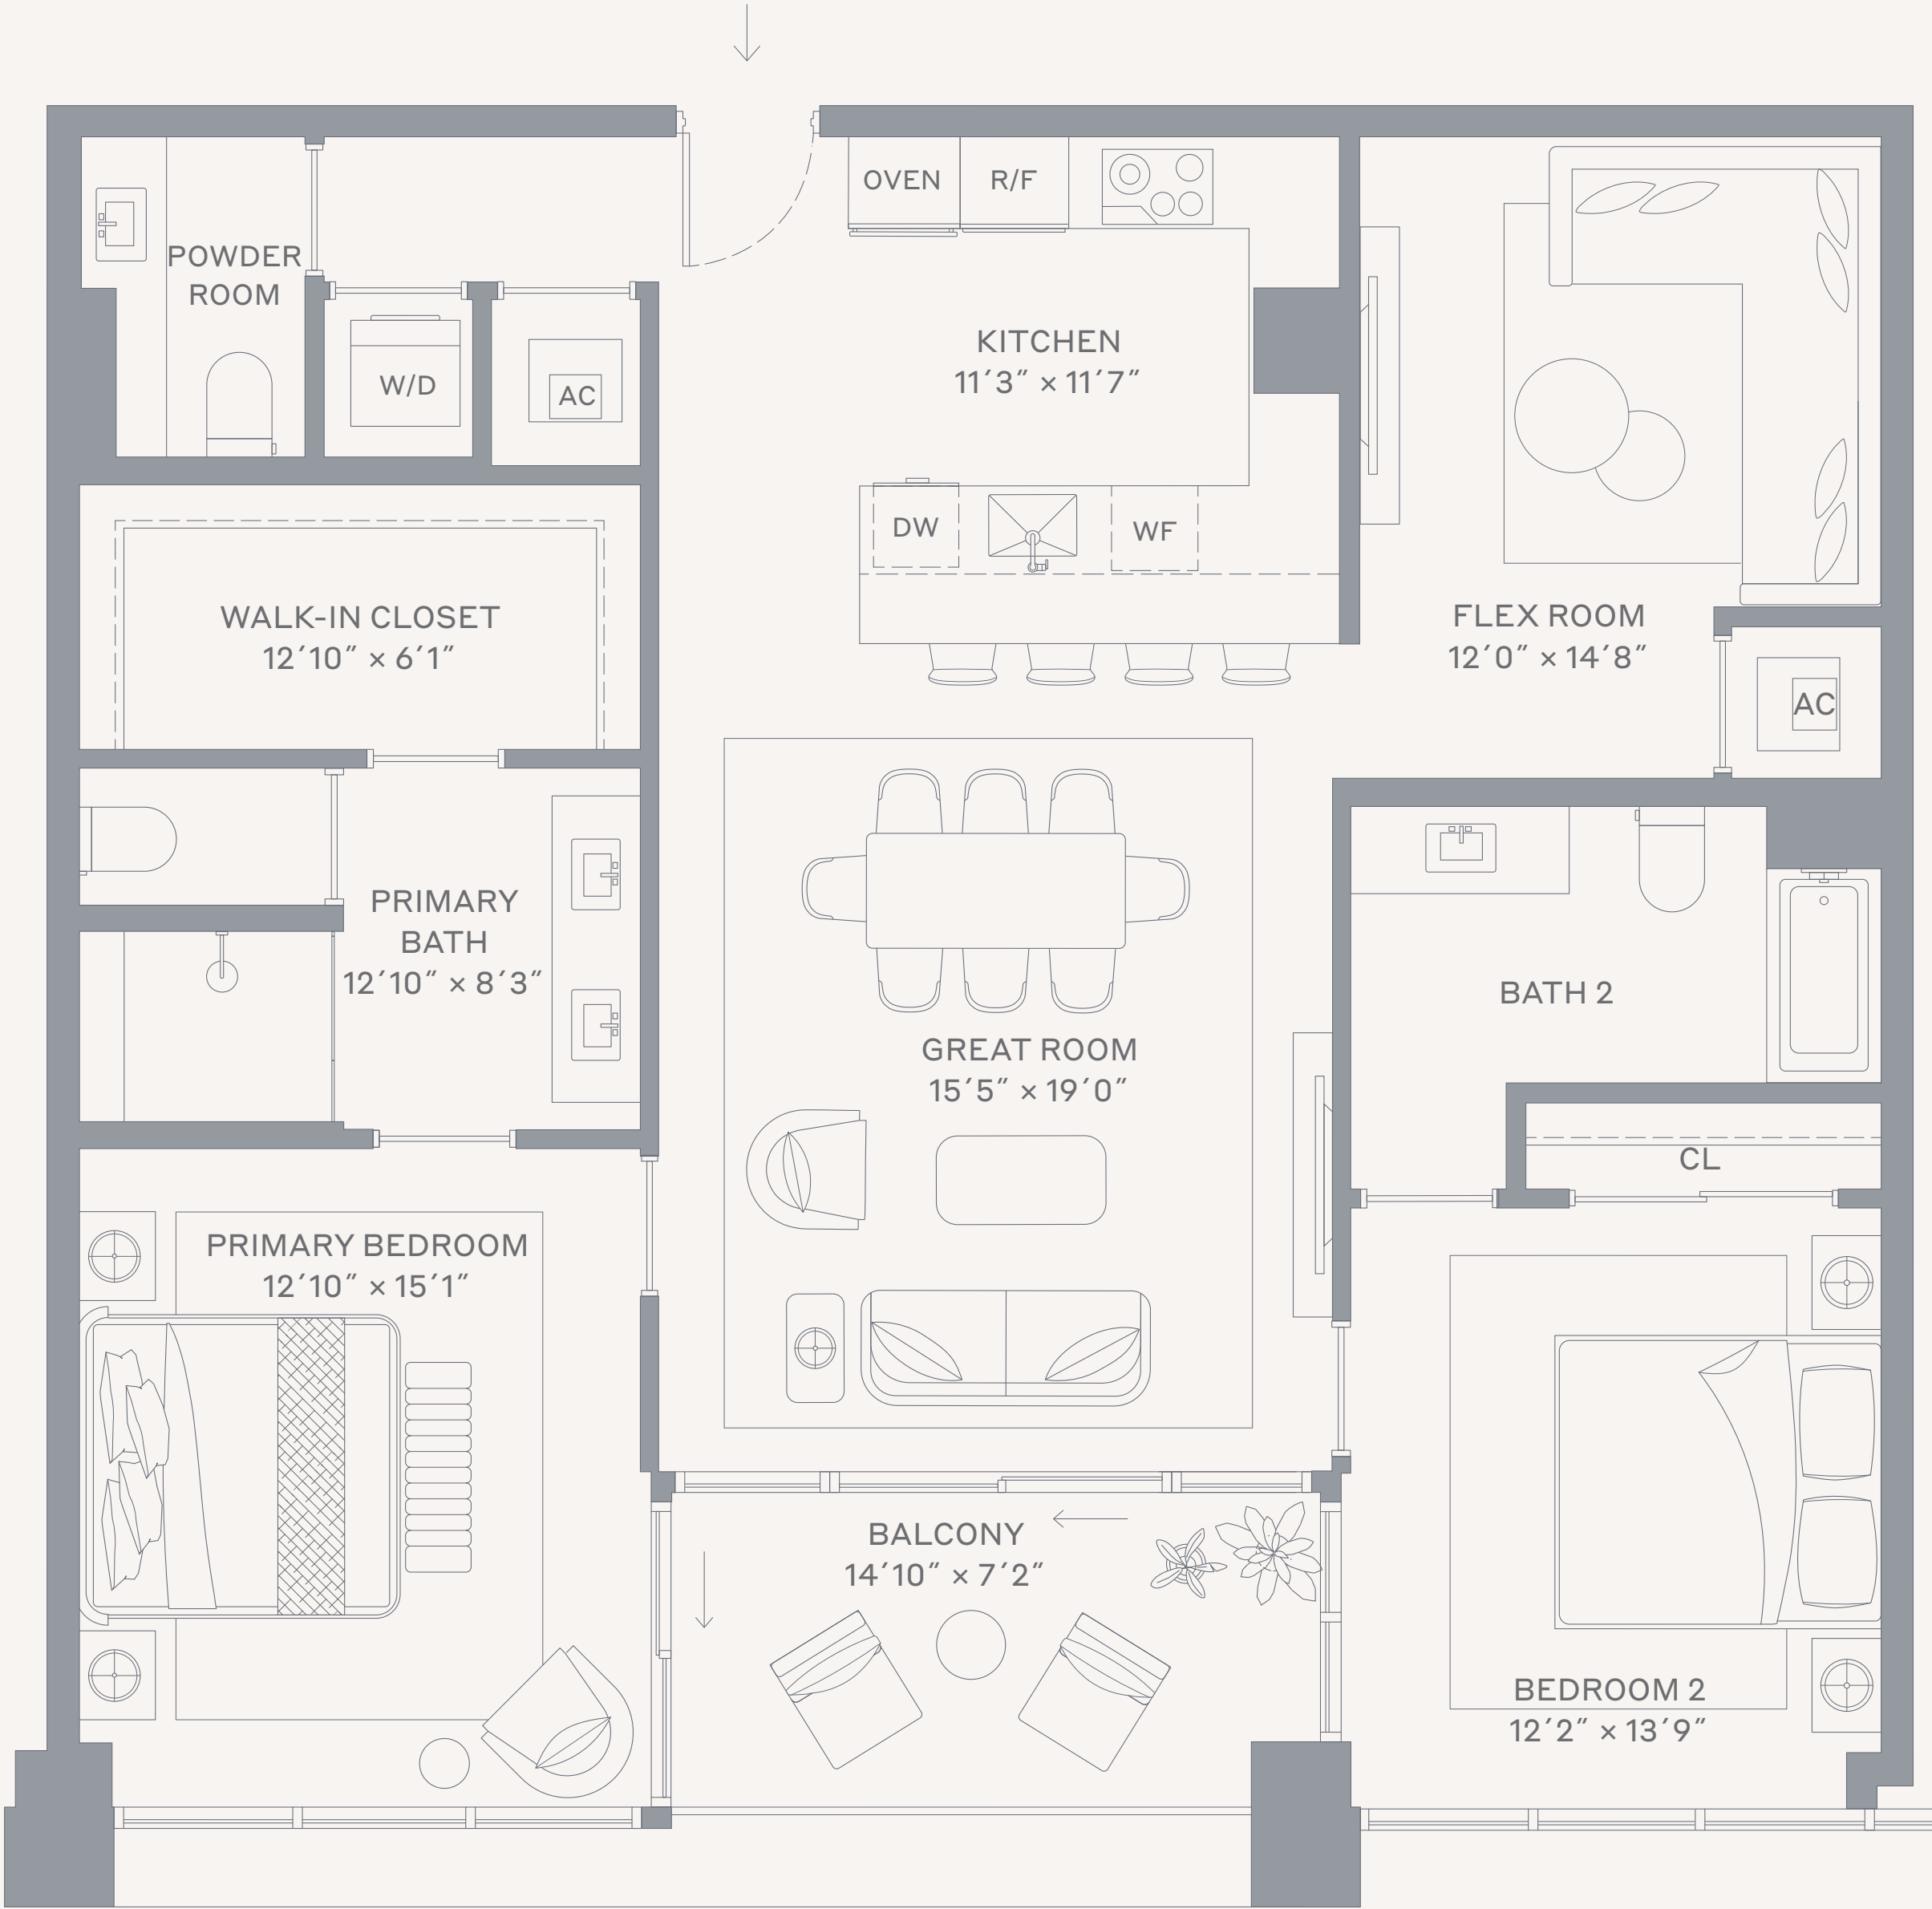 OVEN
R/F
POWDER
ROOM
W/D
AC
KITCHEN
11′3″ × 11′7″
DW
WF
WALK-IN CLOSET
12′10″ × 6′1″
FLEX ROOM
12′0″ × 14′8″
AC
PRIMARY
BATH
12′10″ × 8′3″
BATH 2
GREAT ROOM
15′5″ × 19′0″
CL
PRIMARY BEDROOM
12′10″ × 15′1″
BALCONY
14′10″ × 7′2″
BEDROOM 2
12′2″ × 13′9″